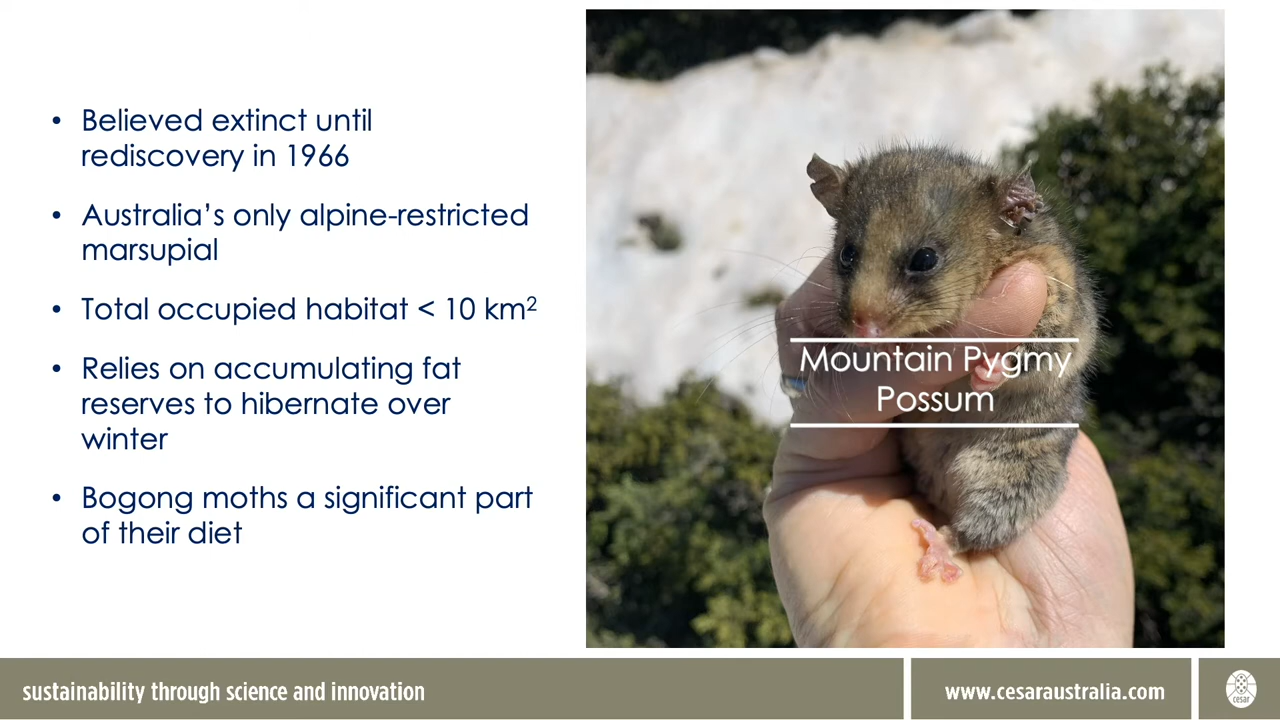 • Believed extinct until
rediscovery in 1966
• Australia’s only alpine-restricted
marsupial
• Total occupied habitat < 10 km²
• Relies on accumulating fat
reserves to hibernate over
winter
• Bogong moths a significant part
of their diet
Mountain Pygmy
Possum
sustainability through science and innovation
www.cesaraustralia.com
cesar